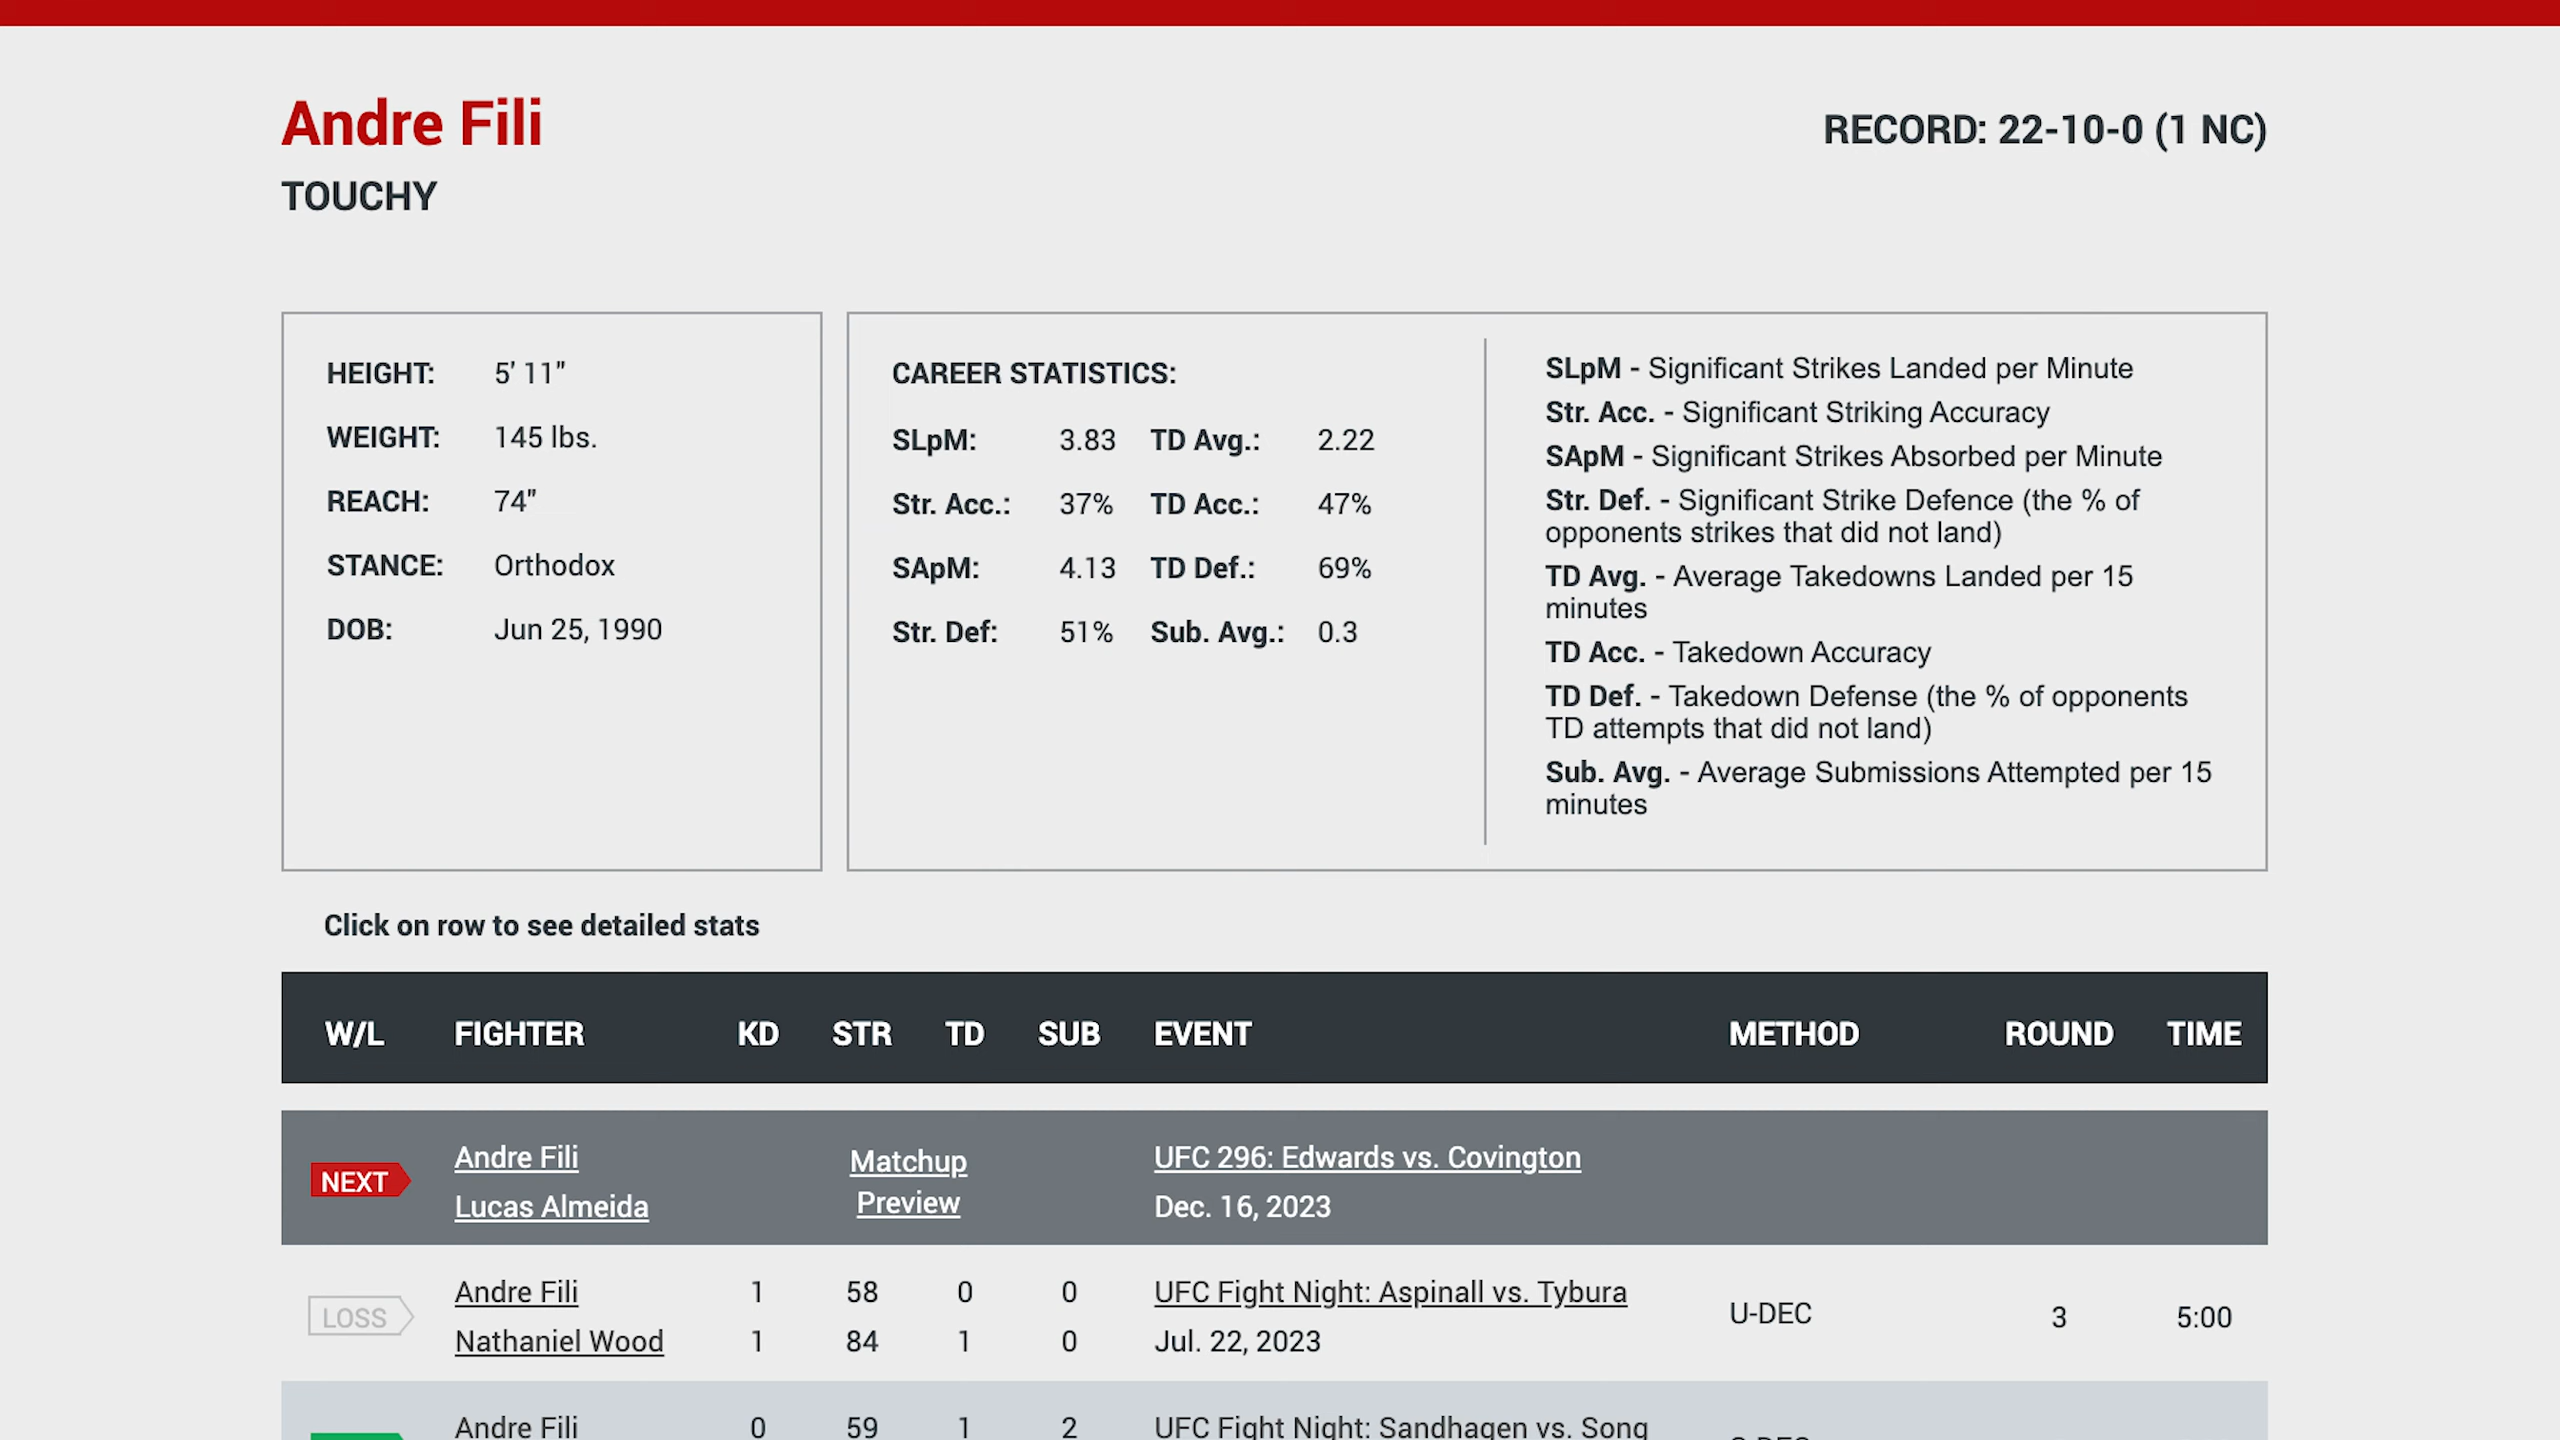 Andre Fili
RECORD: 22-10-0 (1 NC)
TOUCHY
HEIGHT: 5' 11"
WEIGHT: 145 lbs.
REACH: 74"
STANCE: Orthodox
DOB: Jun 25, 1990
CAREER STATISTICS:
SLpM: 3.83 TD Avg.: 2.22
Str. Acc.: 37% TD Acc.: 47%
SApM: 4.13 TD Def.: 69%
Str. Def: 51% Sub. Avg.: 0.3
SLpM - Significant Strikes Landed per Minute
Str. Acc. - Significant Striking Accuracy
SApM - Significant Strikes Absorbed per Minute
Str. Def. - Significant Strike Defence (the % of
opponents strikes that did not land)
TD Avg. - Average Takedowns Landed per 15
minutes
TD Acc. - Takedown Accuracy
TD Def. - Takedown Defense (the % of opponents
TD attempts that did not land)
Sub. Avg. - Average Submissions Attempted per 15
minutes
Click on row to see detailed stats
W/L FIGHTER KD STR TD SUB EVENT METHOD ROUND TIME
NEXT
Andre Fili
Lucas Almeida
Matchup
Preview
UFC 296: Edwards vs. Covington
Dec. 16, 2023
LOSS
Andre Fili 1 58 0 0 UFC Fight Night: Aspinall vs. Tybura
Nathaniel Wood 1 84 1 0 Jul. 22, 2023
U-DEC 3 5:00
Andre Fili 0 59 1 2 UFC Fight Night: Sandhagen vs. Song